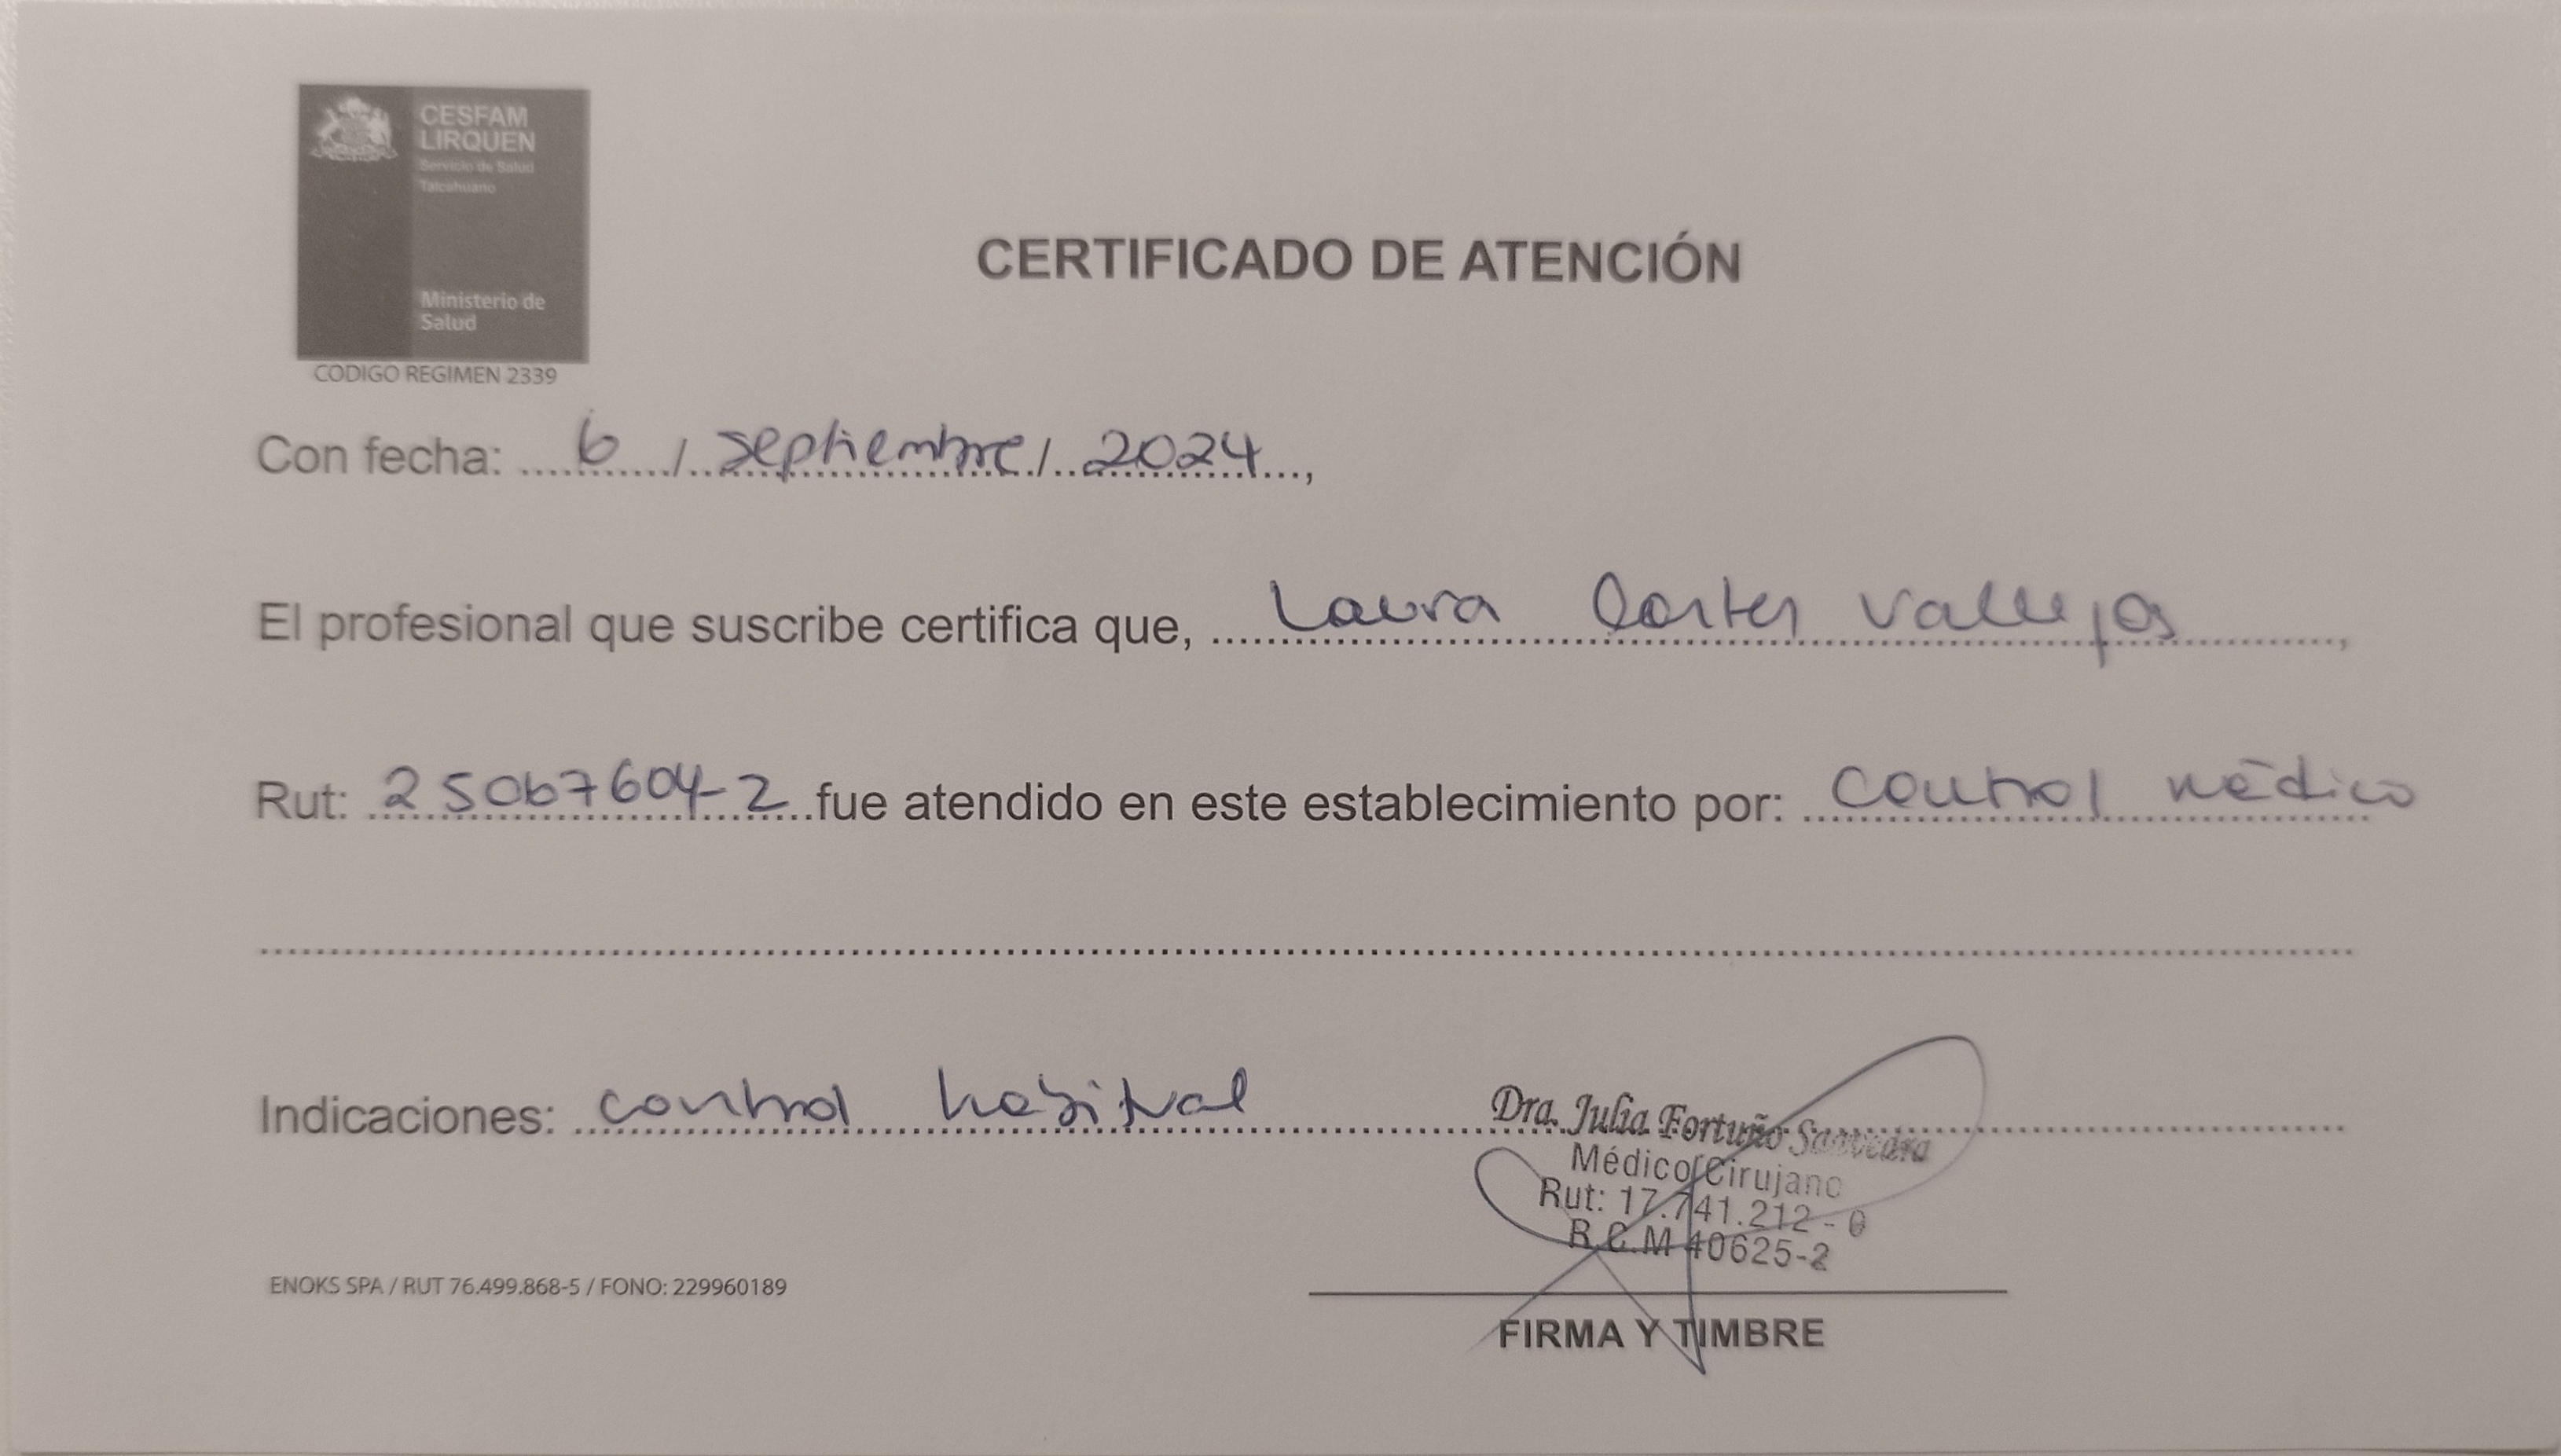 CESFAM
LIRQUEN
Servicio de Salud
Talcahuano
Ministerio de
Salud
CODIGO REGIMEN 2339
CERTIFICADO DE ATENCIÓN
Con fecha: 6 / septiembre / 2024,
El profesional que suscribe certifica que, Laura Cortes Vallejos,
Rut: 25067604-2 fue atendido en este establecimiento por: control médico
Indicaciones: control habitual
Dra. Julia Fortuño Saavedra
Médico Cirujano
Rut: 17.741.212 -
R.C.M 40625-2
ENOKS SPA / RUT 76.499.868-5 / FONO: 229960189
FIRMA Y TIMBRE